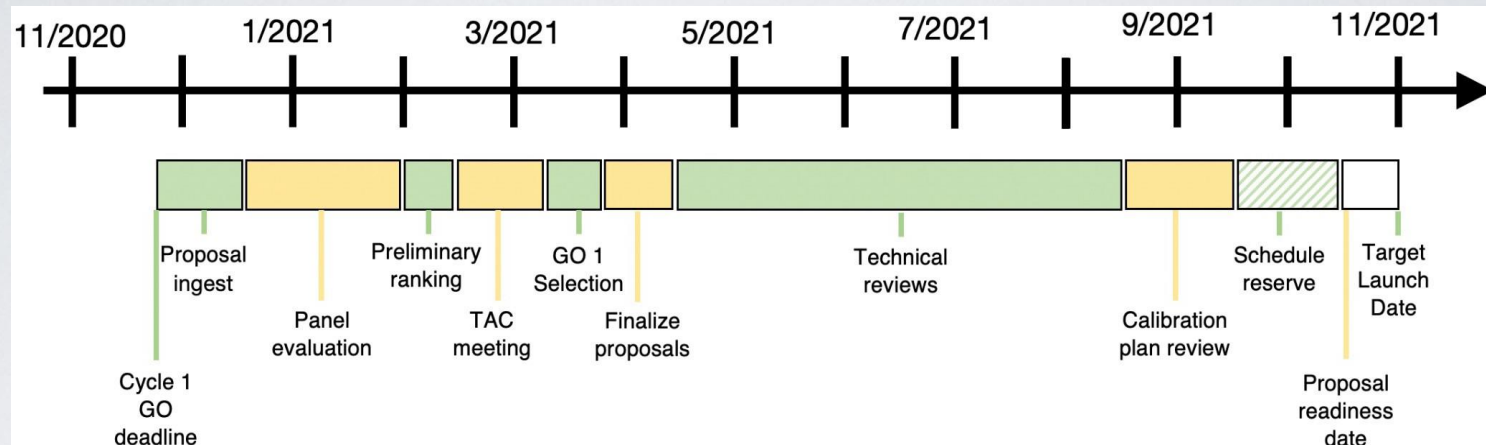 11/2020 1/2021 3/2021 5/2021 7/2021 9/2021 11/2021
Proposal
ingest
Preliminary
ranking
GO 1
Selection
Technical
reviews
Schedule
reserve
Target
Launch
Date
Panel
evaluation
TAC
meeting
Finalize
proposals
Calibration
plan review
Cycle 1
GO
deadline
Proposal
readiness
date